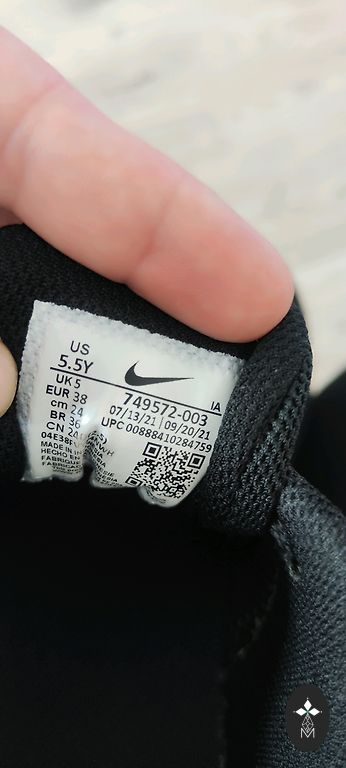 US
5.5Y
UK 5
EUR 38
cm 24
BR 36
CN 24
749572-003
IA
07/13/21 | 09/20/21
UPC 00888410284759
MADE IN
HECHO EN
M